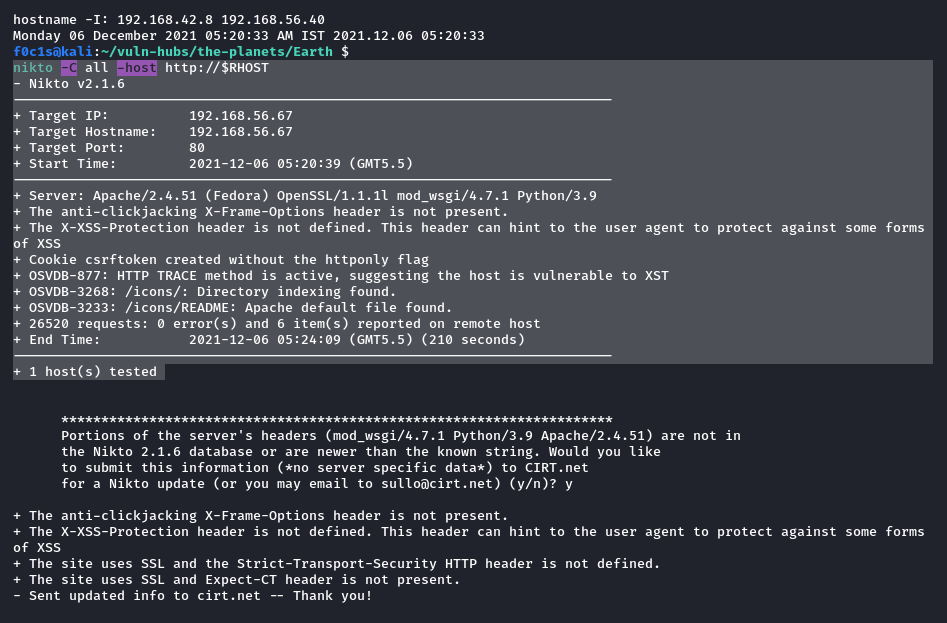 hostname -I: 192.168.42.8 192.168.56.40
Monday 06 December 2021 05:20:33 AM IST 2021.12.06 05:20:33
f0c1s@kali:~/vuln-hubs/the-planets/Earth $
nikto -C all -host http://$RHOST
- Nikto v2.1.6
---------------------------------------------------------------------------
+ Target IP:          192.168.56.67
+ Target Hostname:    192.168.56.67
+ Target Port:        80
+ Start Time:         2021-12-06 05:20:39 (GMT5.5)
---------------------------------------------------------------------------
+ Server: Apache/2.4.51 (Fedora) OpenSSL/1.1.1l mod_wsgi/4.7.1 Python/3.9
+ The anti-clickjacking X-Frame-Options header is not present.
+ The X-XSS-Protection header is not defined. This header can hint to the user agent to protect against some forms
of XSS
+ Cookie csrftoken created without the httponly flag
+ OSVDB-877: HTTP TRACE method is active, suggesting the host is vulnerable to XST
+ OSVDB-3268: /icons/: Directory indexing found.
+ OSVDB-3233: /icons/README: Apache default file found.
+ 26520 requests: 0 error(s) and 6 item(s) reported on remote host
+ End Time:           2021-12-06 05:24:09 (GMT5.5) (210 seconds)
---------------------------------------------------------------------------
+ 1 host(s) tested
*********************************************************************
Portions of the server's headers (mod_wsgi/4.7.1 Python/3.9 Apache/2.4.51) are not in
the Nikto 2.1.6 database or are newer than the known string. Would you like
to submit this information (*no server specific data*) to CIRT.net
for a Nikto update (or you may email to sullo@cirt.net) (y/n)? y
+ The anti-clickjacking X-Frame-Options header is not present.
+ The X-XSS-Protection header is not defined. This header can hint to the user agent to protect against some forms
of XSS
+ The site uses SSL and the Strict-Transport-Security HTTP header is not defined.
+ The site uses SSL and Expect-CT header is not present.
- Sent updated info to cirt.net -- Thank you!